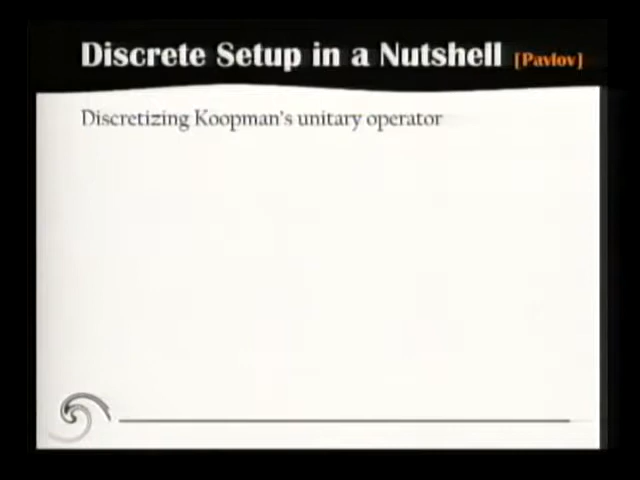 Discrete Setup in a Nutshell [Pavlov]
Discretizing Koopman's unitary operator